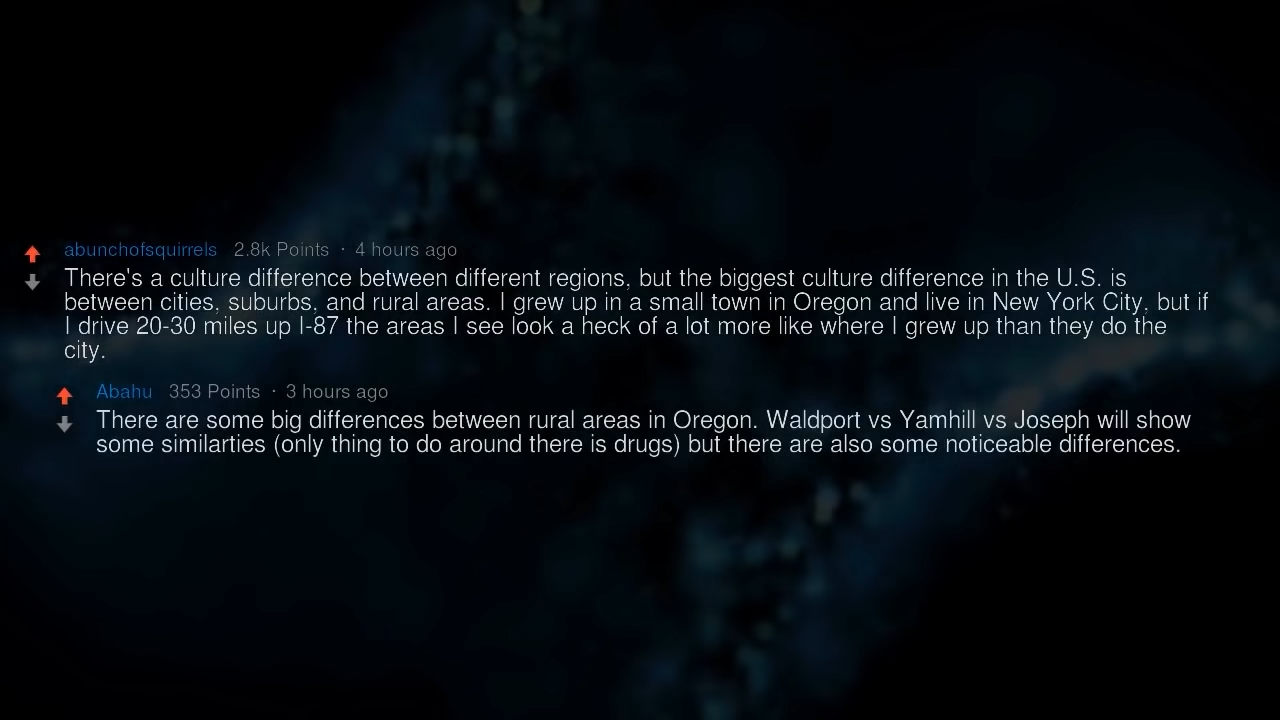 abunchofsquirrels 2.8k Points · 4 hours ago
There's a culture difference between different regions, but the biggest culture difference in the U.S. is
between cities, suburbs, and rural areas. I grew up in a small town in Oregon and live in New York City, but if
I drive 20-30 miles up I-87 the areas I see look a heck of a lot more like where I grew up than they do the
city.
Abahu 353 Points · 3 hours ago
There are some big differences between rural areas in Oregon. Waldport vs Yamhill vs Joseph will show
some similarties (only thing to do around there is drugs) but there are also some noticeable differences.